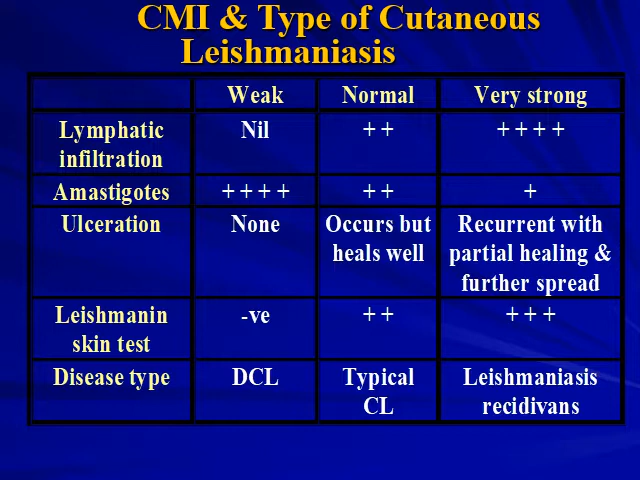 CMI & Type of Cutaneous
Leishmaniasis
Weak Normal Very strong
Lymphatic infiltration Nil + + + + + +
Amastigotes + + + + + + +
Ulceration None Occurs but heals well Recurrent with partial healing & further spread
Leishmanin skin test -ve + + + + +
Disease type DCL Typical CL Leishmaniasis recidivans